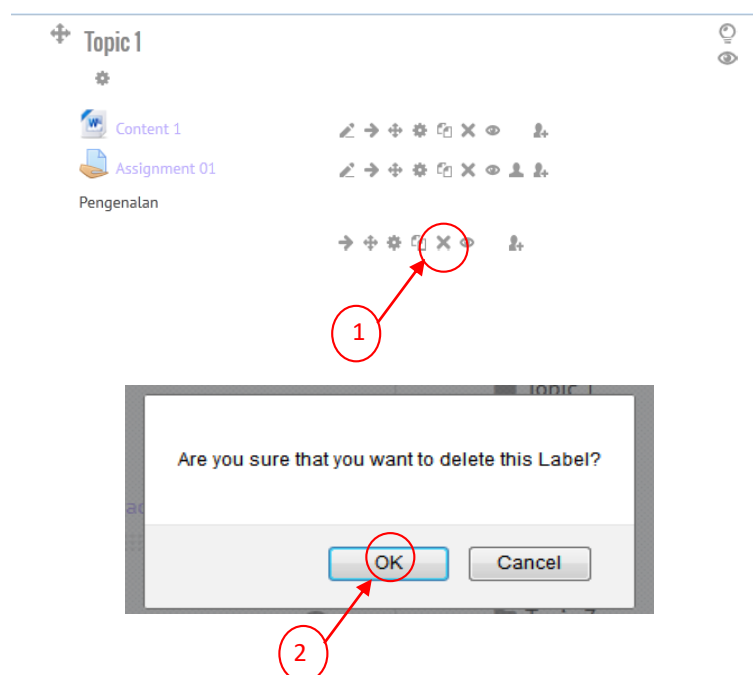 Topic 1
Content 1
Assignment 01
Pengenalan
1
Topic 1
Are you sure that you want to delete this Label?
OK
Cancel
2